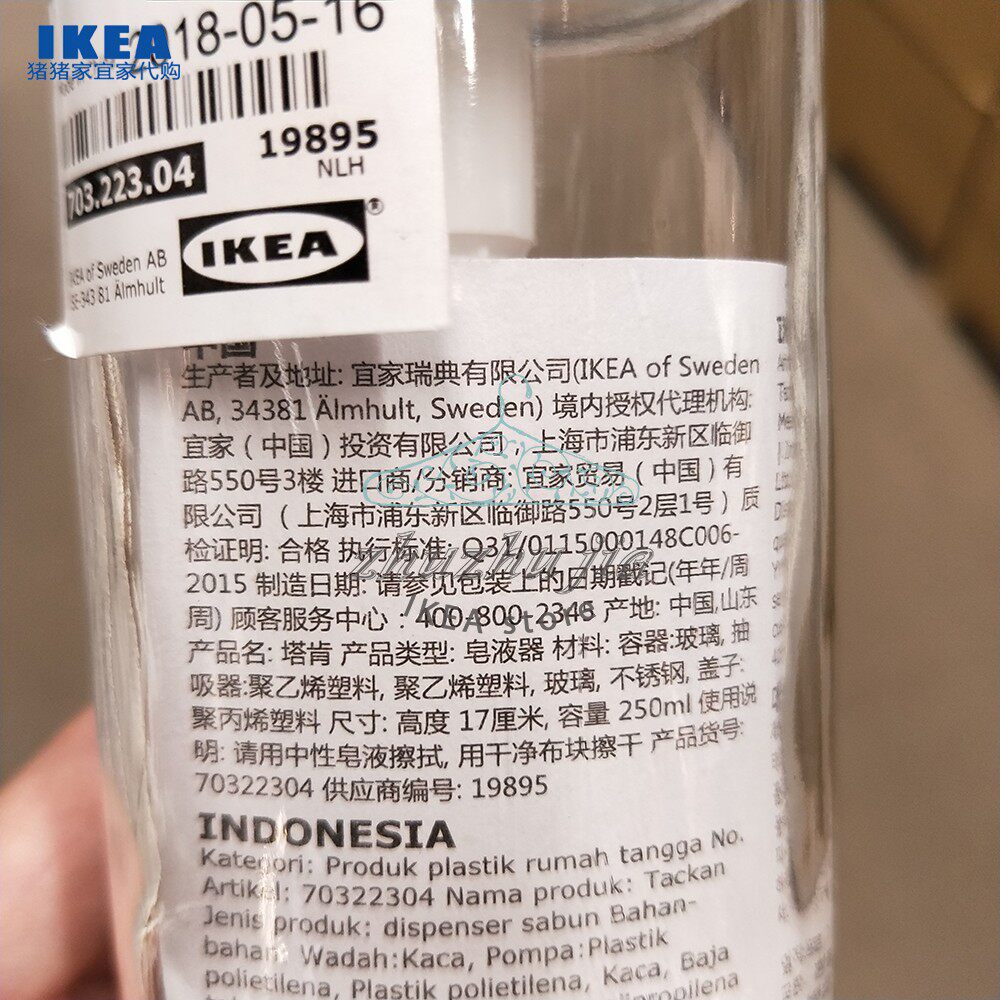 IKEA
猪猪家宜家代购
2018-05-16
19895
NLH
703.223.04
IKEA®
IKEA of Sweden AB
SE-343 81 Älmhult
中国
生产者及地址: 宜家瑞典有限公司(IKEA of Sweden
AB, 34381 Älmhult, Sweden) 境内授权代理机构:
宜家（中国）投资有限公司，上海市浦东新区临御
路550号3楼 进口商/分销商: 宜家贸易（中国）有
限公司（上海市浦东新区临御路550号2层1号）质
检证明: 合格 执行标准: Q31/0115000148C006-
2015 制造日期: 请参见包装上的日期戳记(年年/周
周) 顾客服务中心：400-800-2345 产地: 中国,山东
产品名: 塔肯 产品类型: 皂液器 材料: 容器:玻璃, 抽
吸器:聚乙烯塑料, 聚乙烯塑料, 玻璃, 不锈钢, 盖子:
聚丙烯塑料 尺寸: 高度 17厘米, 容量 250ml 使用说
明: 请用中性皂液擦拭, 用干净布块擦干 产品货号:
70322304 供应商编号: 19895
zhuzhujie
IKEA store
INDONESIA
Kategori: Produk plastik rumah tangga No.
Artikel: 70322304 Nama produk: Tackan
Jenis produk: dispenser sabun Bahan-
bahan Wadah:Kaca, Pompa:Plastik
polietilena, Plastik polietilena, Kaca, Baja